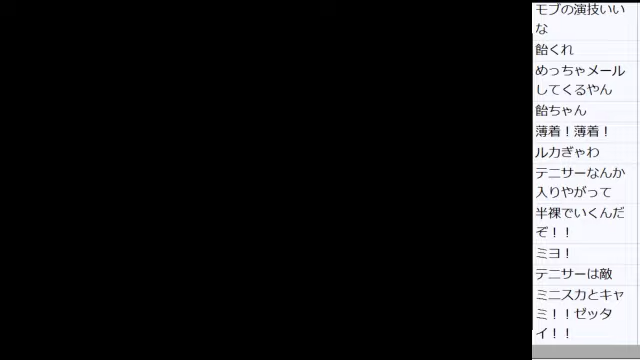 モブの演技いい
な
飴くれ
めっちゃメール
してくるやん
飴ちゃん
薄着！薄着！
ルカぎゃわ
テニサーなんか
入りやがって
半裸でいくんだ
ぞ！！
ミヨ！
テニサーは敵
ミニスカとキャ
ミ！！ゼッタ
イ！！